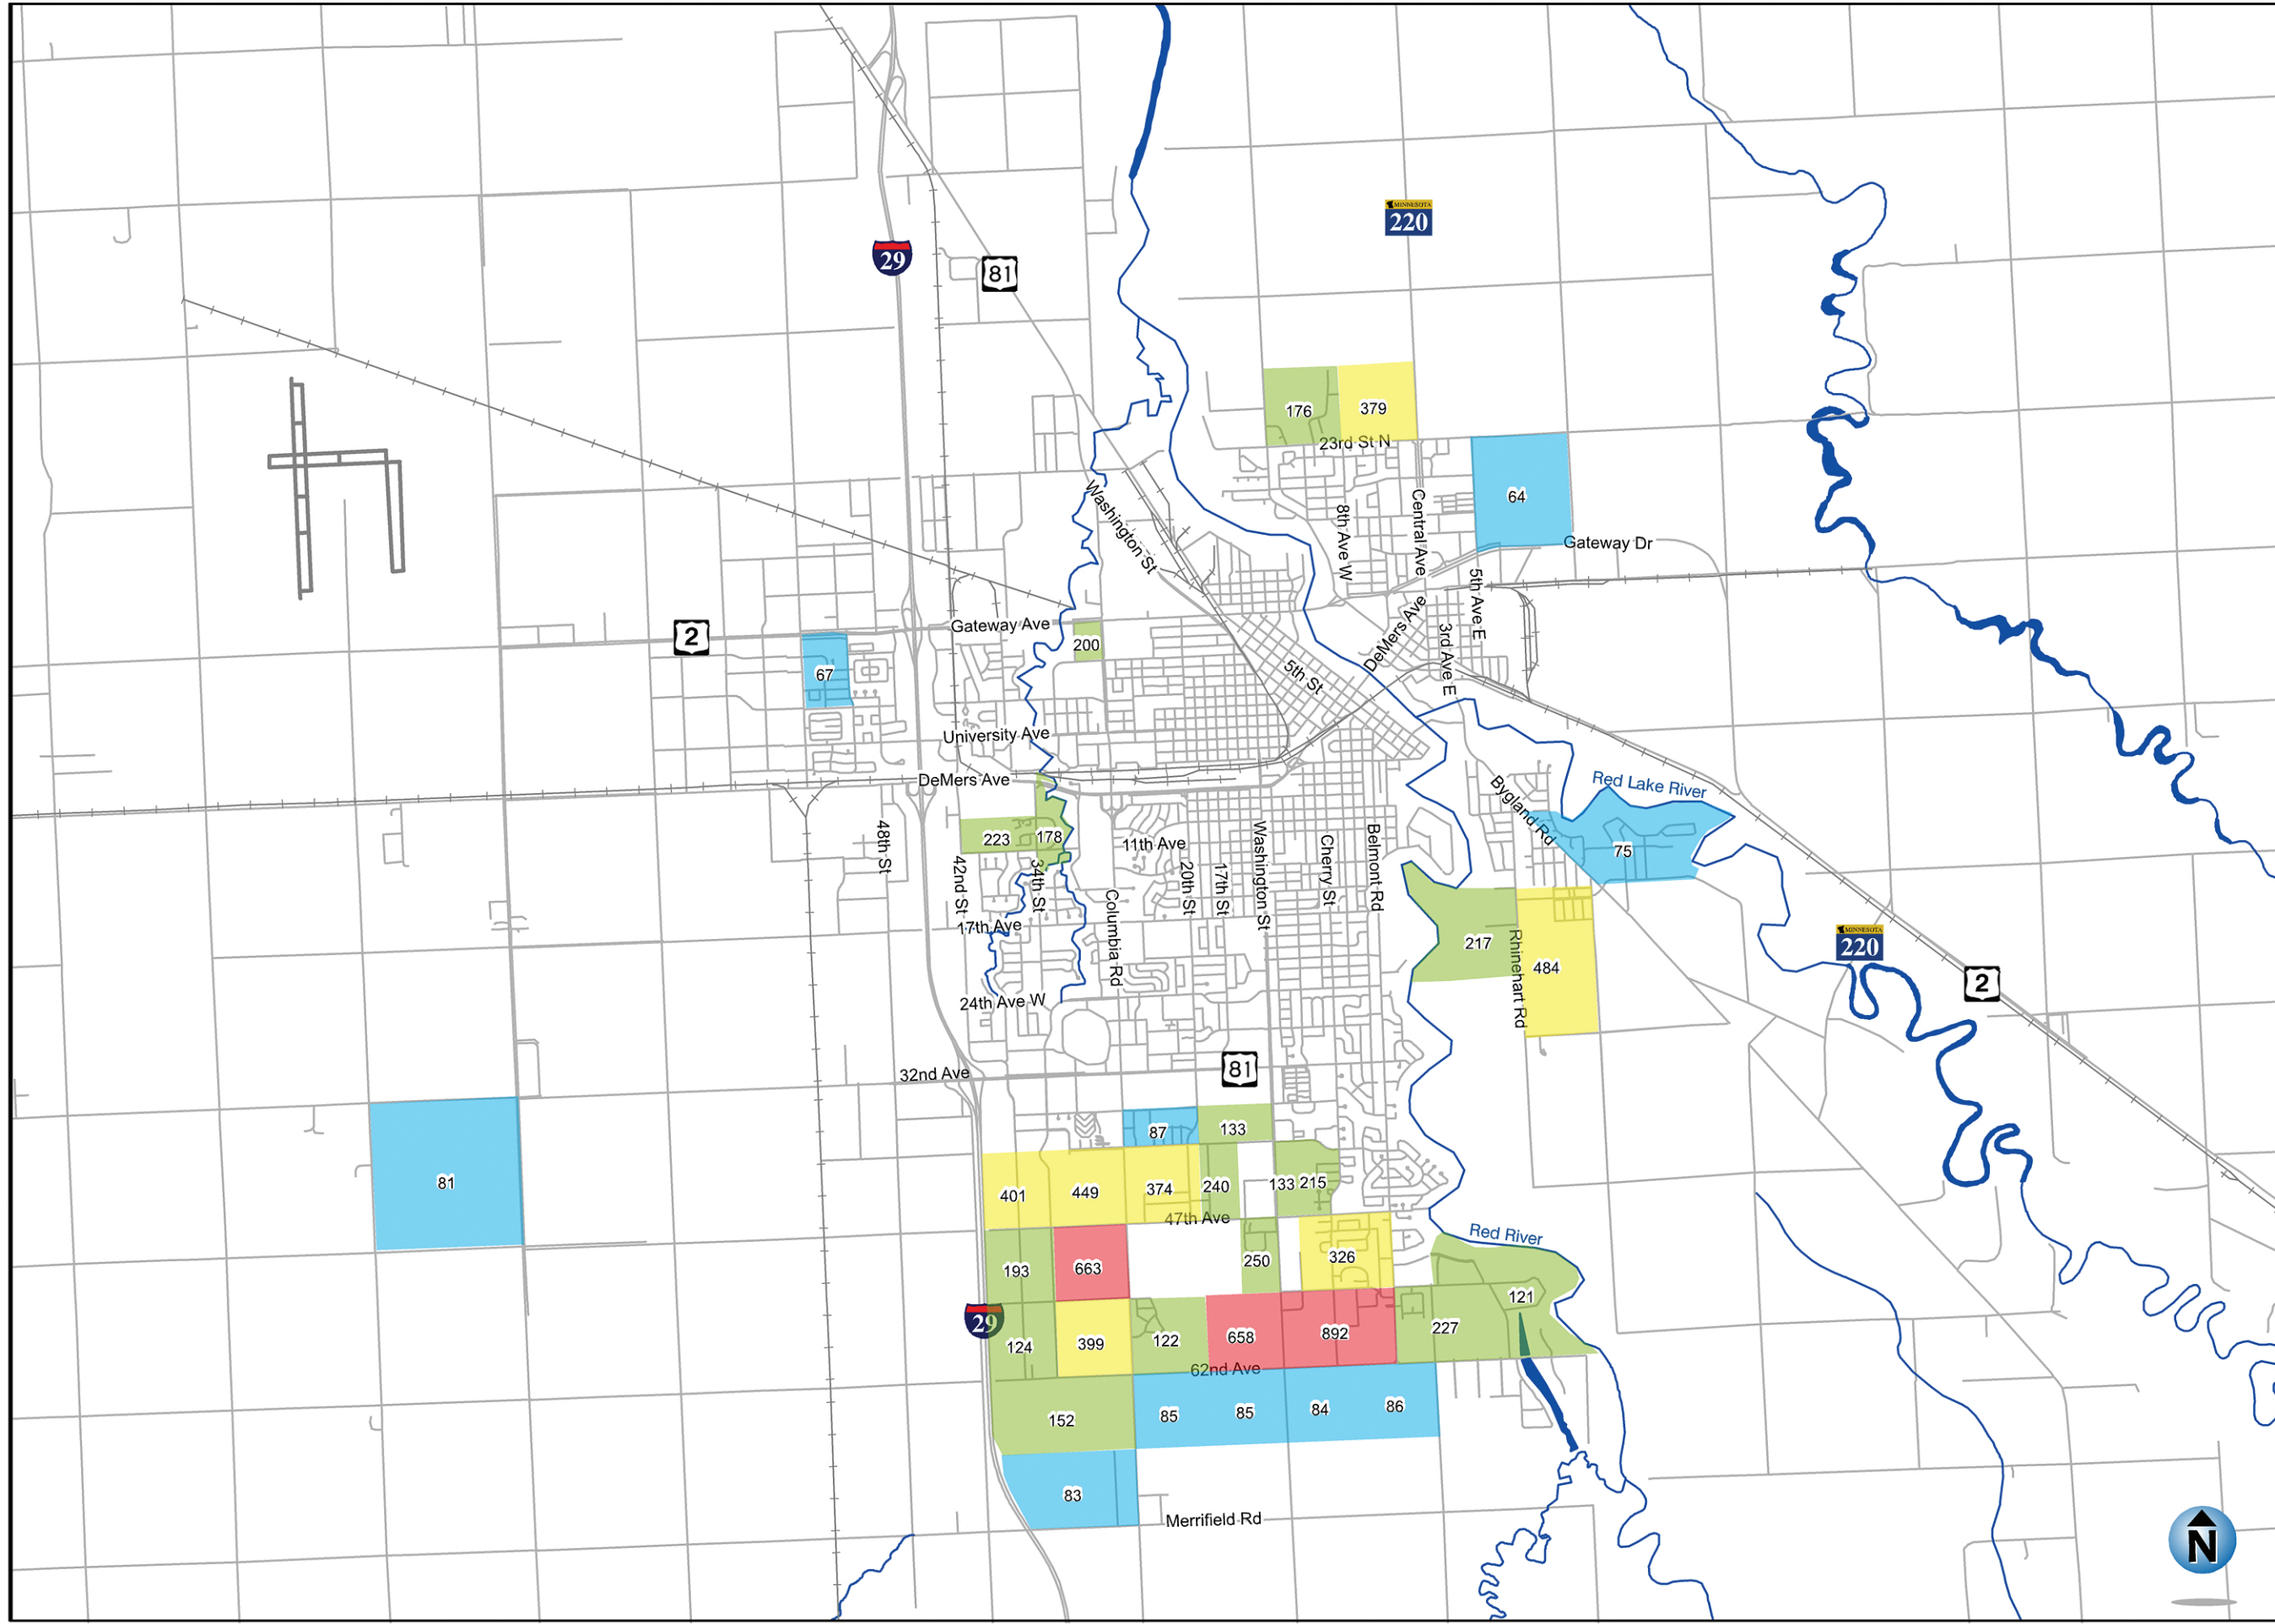 MINNESOTA
220
29
81
176
379
23rd St N
64
Washington St
8th Ave W
Central Ave
Gateway Dr
5th Ave E
DeMers Ave
3rd Ave E
2
Gateway Ave
200
67
5th St
University Ave
DeMers Ave
Red Lake River
Bygland Rd
75
48th St
223
178
11th Ave
42nd St
34th St
20th St
17th St
Washington St
Cherry St
Belmont Rd
Columbia Rd
17th Ave
217
Rhinehart Rd
484
MINNESOTA
220
2
24th Ave W
32nd Ave
81
87
133
81
401
449
374
240
133
215
47th Ave
Red River
193
663
250
326
121
29
124
399
122
658
892
227
62nd Ave
152
85
85
84
86
83
Merrifield Rd
N